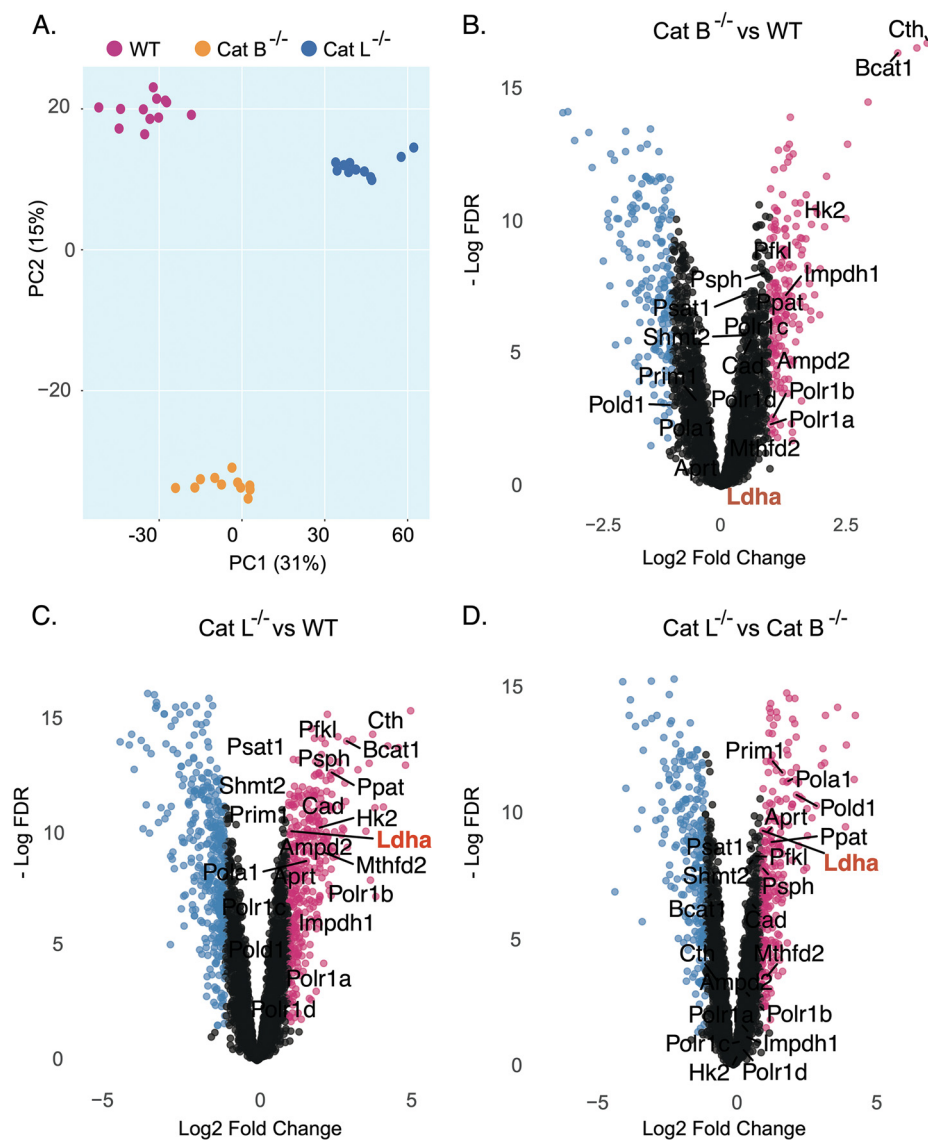 A.
WT Cat B -/- Cat L -/-
20
0
−20
PC2 (15%)
-30 0 30 60
PC1 (31%)
B.
Cat B -/- vs WT
Cth
Bcat1
15
Hk2
10
Pfkl
Psph
Impdh1
Psat1
Ppat
Polr1c
Shmt2
5
Cad
Ampd2
Prim1
Polr1b
Pold1
Polr1d
Polr1a
Pola1
Mthfd2
Aprt
0
Ldha
- Log FDR
−2.5 0 2.5
Log2 Fold Change
C.
Cat L -/- vs WT
15
Cth
Pfkl
Psat1
Bcat1
Psph
Shmt2
Ppat
Cad
Prim1
Hk2
10
Ldha
Ampd2
Mthfd2
Pola1
Aprt
Polr1b
Polr1c
Impdh1
5
Pold1
Polr1a
Polr1d
0
- Log FDR
−5 0 5
Log2 Fold Change
D.
Cat L -/- vs Cat B -/-
15
Prim1
Pola1
Pold1
10
Aprt
Ppat
Psat1
Pfkl
Ldha
Shmt2
Psph
Bcat1
Cad
5
Cth
Mthfd2
Ampd2
Polr1a
Polr1b
Polr1c
Impdh1
0
Hk2
Polr1d
- Log FDR
−5 0 5
Log2 Fold Change